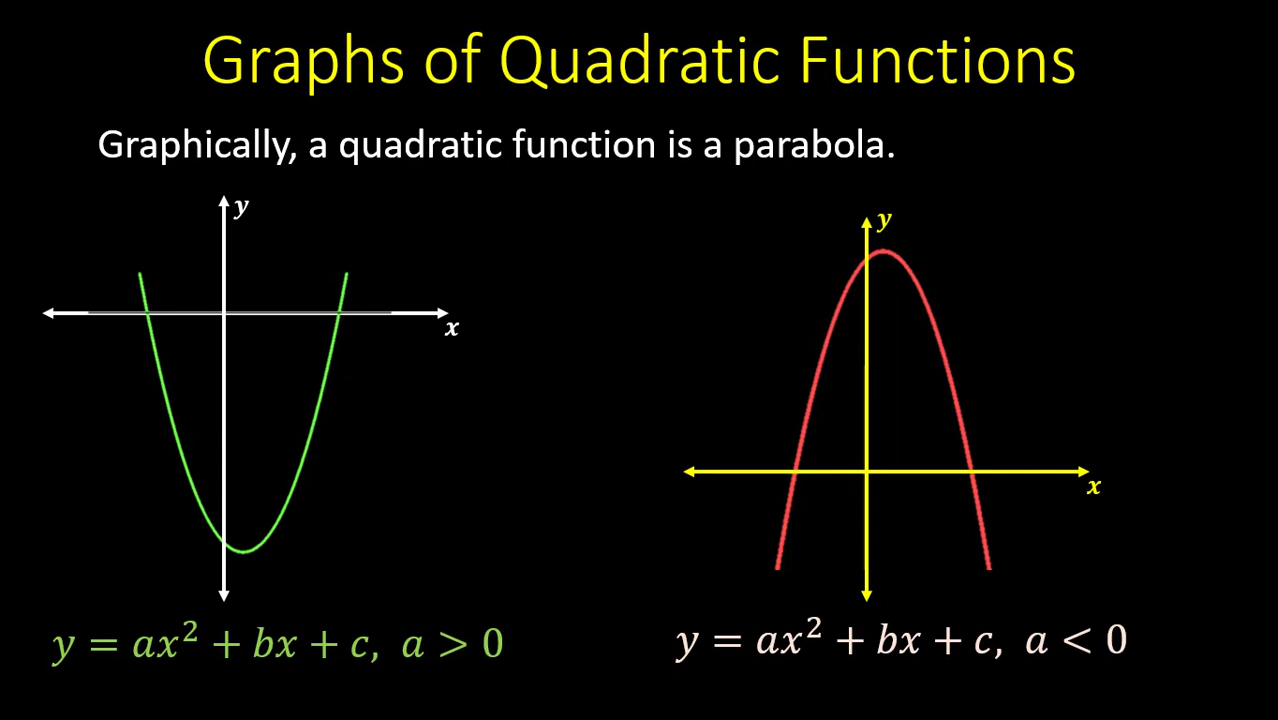 Graphs of Quadratic Functions
Graphically, a quadratic function is a parabola.
y
x
y
x
y = ax² + bx + c, a > 0
y = ax² + bx + c, a < 0